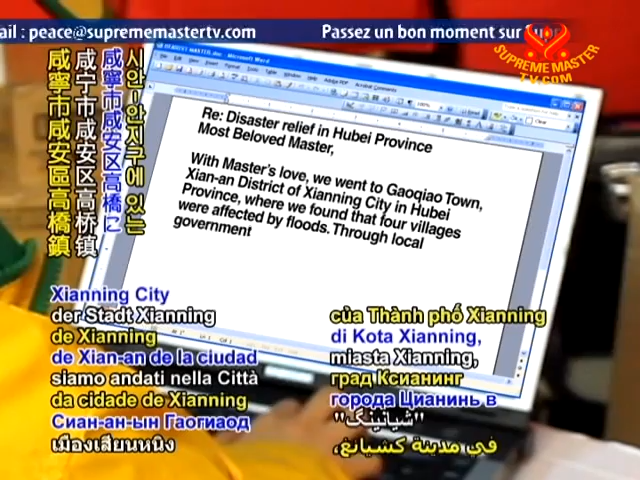 ail : peace@suprememastertv.com
Passez un bon moment sur Sup
SUPREME MASTER
TV.COM
咸寧市咸安區高橋鎮
咸宁市咸安区高桥镇
咸寧市咸安区高橋に
시안-안지구에 있는
Microsoft Word
Re: Disaster relief in Hubei Province
Most Beloved Master,
With Master's love, we went to Gaoqiao Town,
Xian-an District of Xianning City in Hubei
Province, where we found that four villages
were affected by floods. Through local
government
Xianning City
der Stadt Xianning
de Xianning
de Xian-an de la ciudad
siamo andati nella Città
da cidade de Xianning
Сиан-ан-ын Гаогиаод
เมืองเสียนหนิง
của Thành phố Xianning
di Kota Xianning,
miasta Xianning,
град Ксианинг
города Цианинь в
"شيانينگ"
في مدينة كشيانغ،